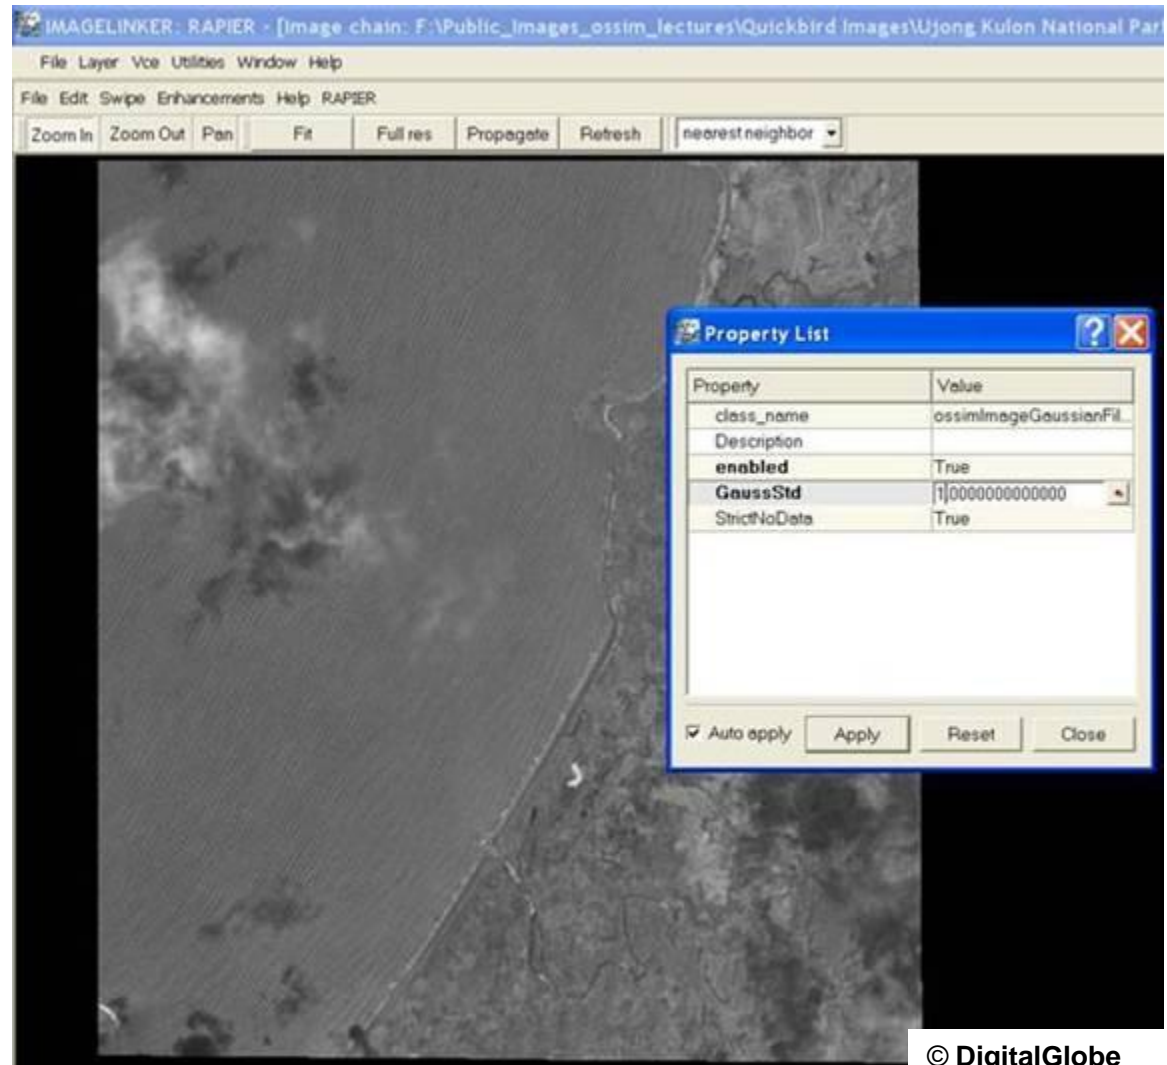 IMAGELINKER: RAPIER - [Image chain: F:\Public_Images_ossim_lectures\Quickbird Images\Ujong Kulon National Par
File Layer Vce Utilities Window Help
File Edit Swipe Enhancements Help RAPIER
Zoom In Zoom Out Pan Fit Full res Propagate Refresh nearest neighbor
Property List
Property Value
class_name ossimImageGaussianFil...
Description
enabled True
GaussStd 1.0000000000000
StrictNoData True
Auto apply Apply Reset Close
© DigitalGlobe